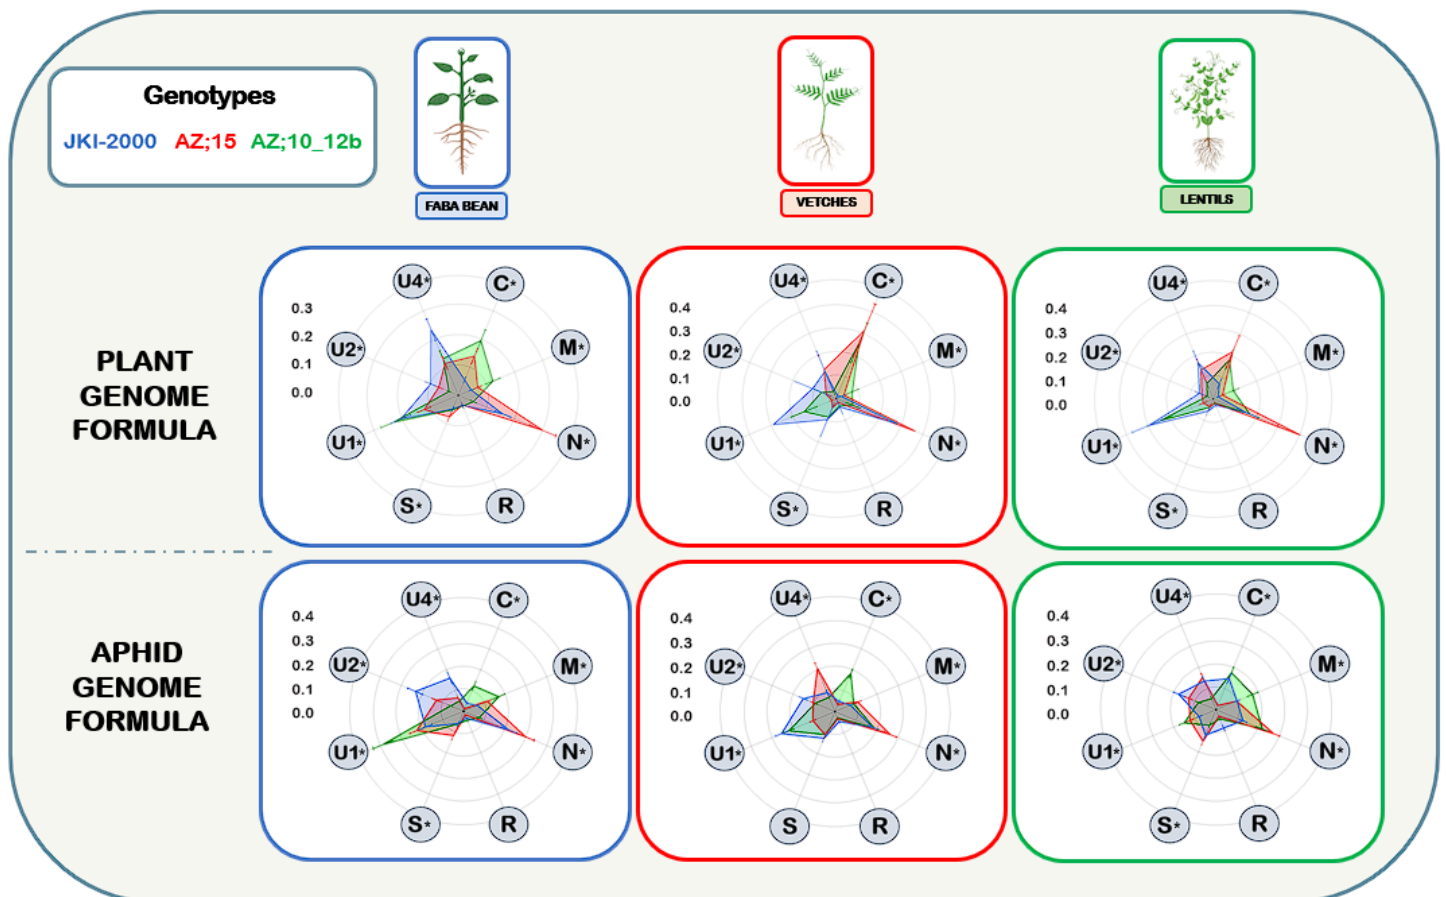 Genotypes
JKI-2000 AZ;15 AZ;10_12b
FABA BEAN
VETCHES
LENTILS
PLANT
GENOME
FORMULA
U4* C*
0.3
U2* M*
0.2
0.1
0.0
U1* N*
S* R
U4* C*
0.4
0.3
U2* M*
0.2
0.1
0.0
U1* N*
S* R
U4* C*
0.4
0.3
U2* M*
0.2
0.1
0.0
U1* N*
S* R
APHID
GENOME
FORMULA
U4* C*
0.4
0.3
U2* M*
0.2
0.1
0.0
U1* N*
S* R
U4* C*
0.4
0.3
U2* M*
0.2
0.1
0.0
U1* N*
S R
U4* C*
0.4
0.3
U2* M*
0.2
0.1
0.0
U1* N*
S* R